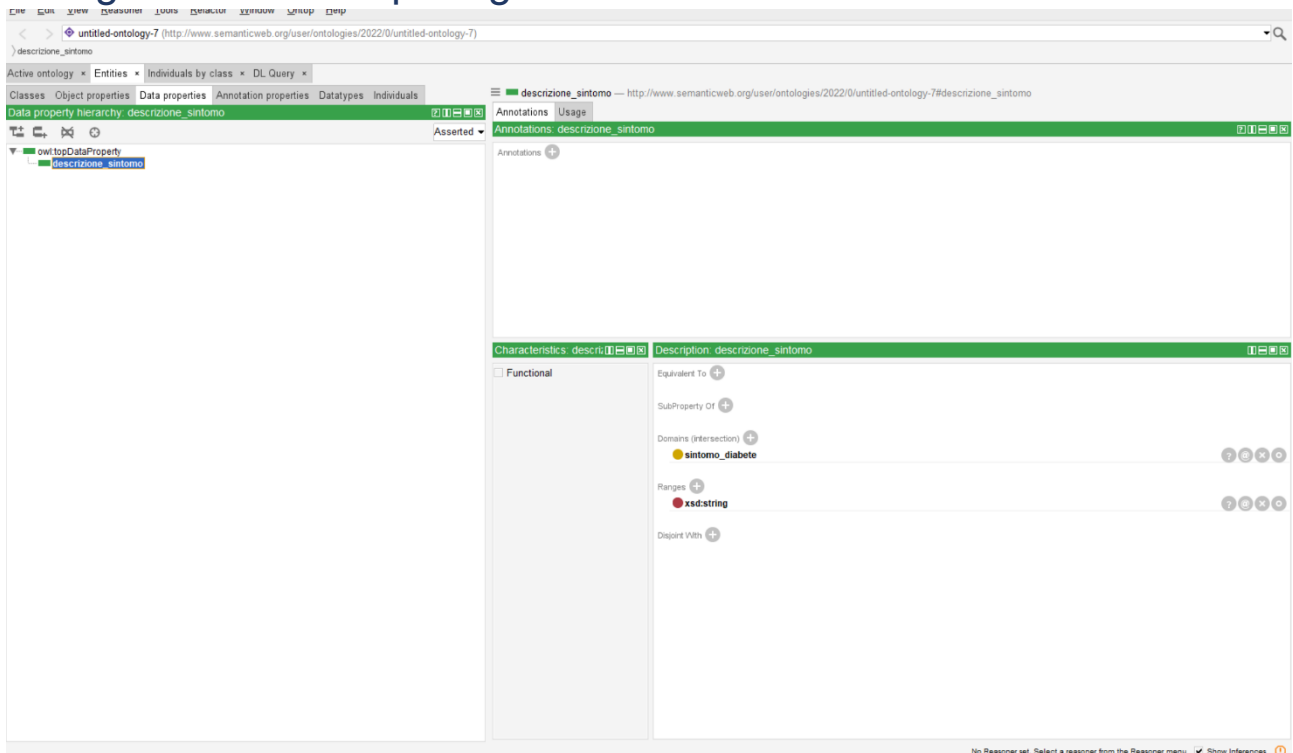 File Edit View Reasoner Tools Refactor Window Ontop Help
untitled-ontology-7 (http://www.semanticweb.org/user/ontologies/2022/0/untitled-ontology-7)
descrizione_sintomo
Active ontology × Entities × Individuals by class × DL Query ×
Classes Object properties Data properties Annotation properties Datatypes Individuals
Data property hierarchy: descrizione_sintomo
Asserted
owl:topDataProperty
descrizione_sintomo
descrizione_sintomo — http://www.semanticweb.org/user/ontologies/2022/0/untitled-ontology-7#descrizione_sintomo
Annotations Usage
Annotations: descrizione_sintomo
Annotations
Characteristics: descri
Functional
Description: descrizione_sintomo
Equivalent To
SubProperty Of
Domains (intersection)
sintomo_diabete
Ranges
xsd:string
Disjoint With
No Reasoner set. Select a reasoner from the Reasoner menu Show Inferences